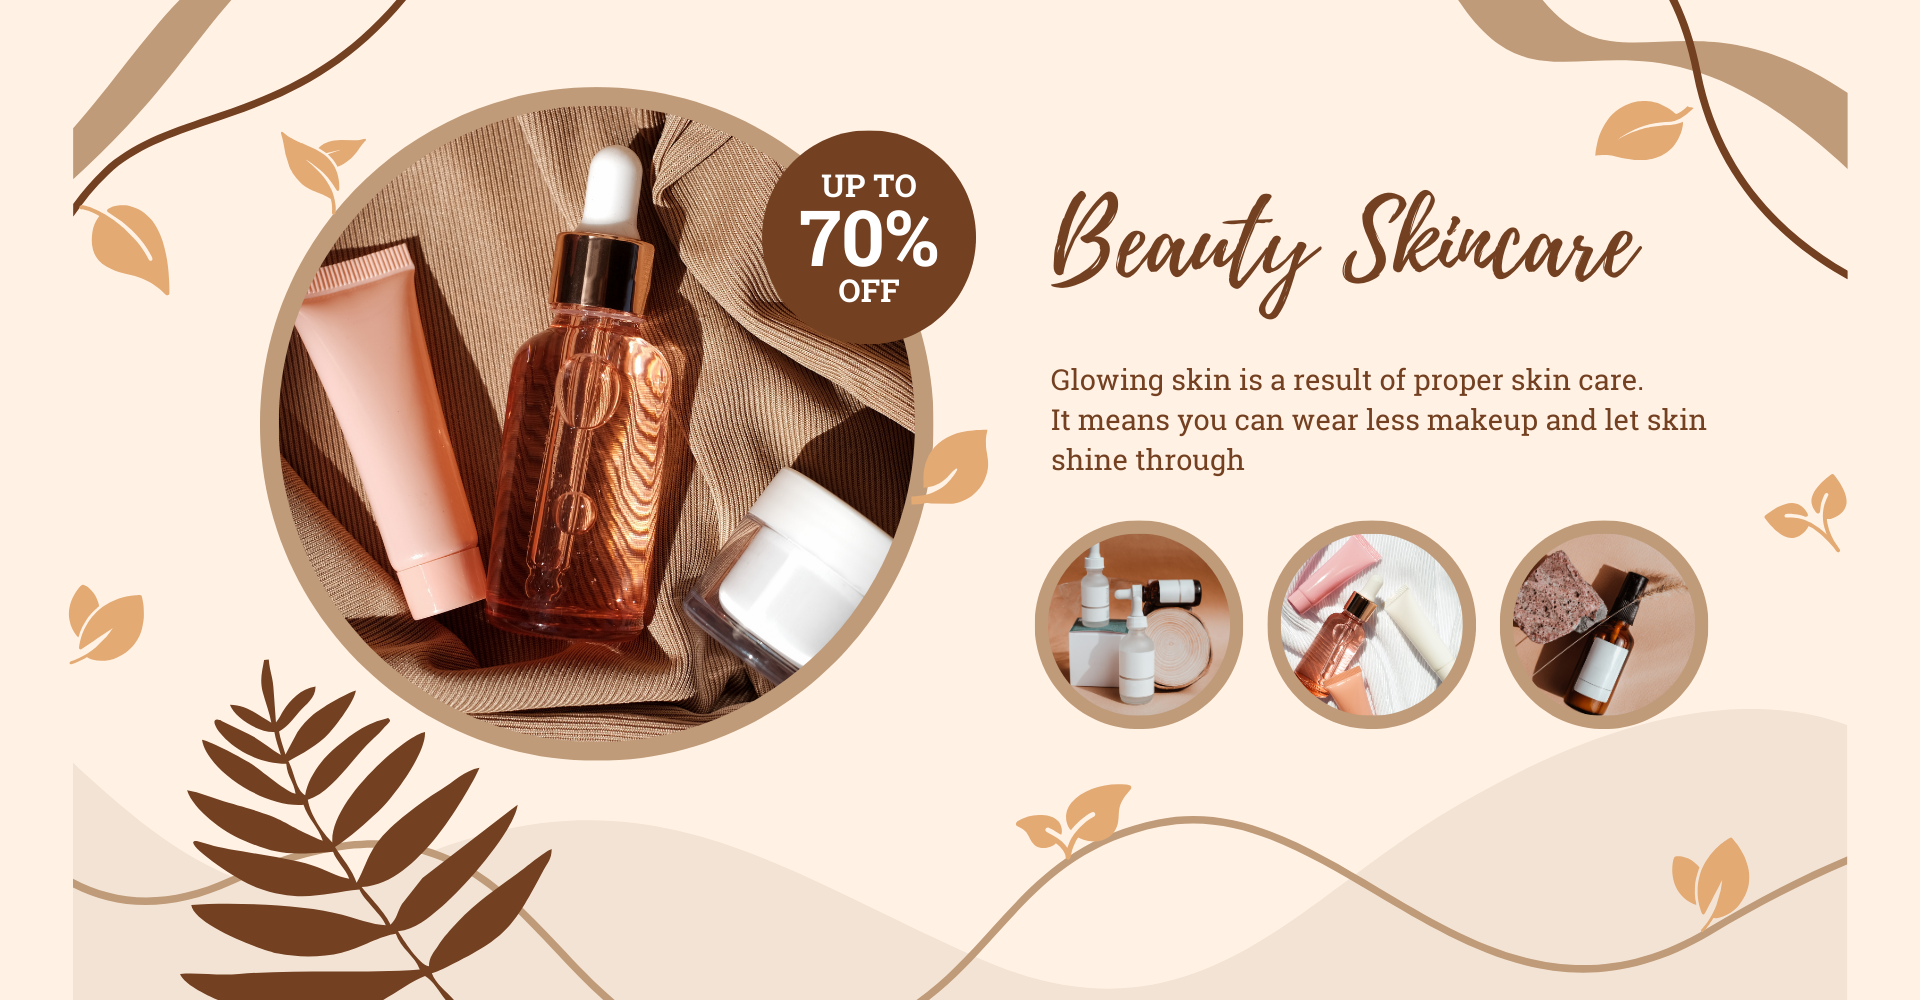 UP TO
70%
OFF
Beauty Skincare
Glowing skin is a result of proper skin care.
It means you can wear less makeup and let skin
shine through